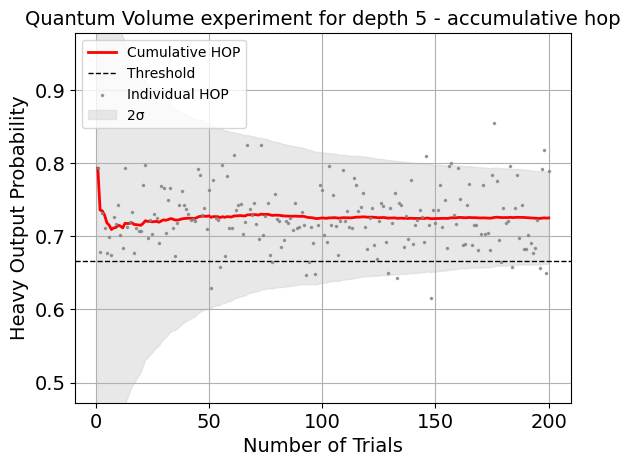 Quantum Volume experiment for depth 5 - accumulative hop
Cumulative HOP
Threshold
Individual HOP
2σ
Heavy Output Probability
0.9
0.8
0.7
0.6
0.5
0
50
100
150
200
Number of Trials